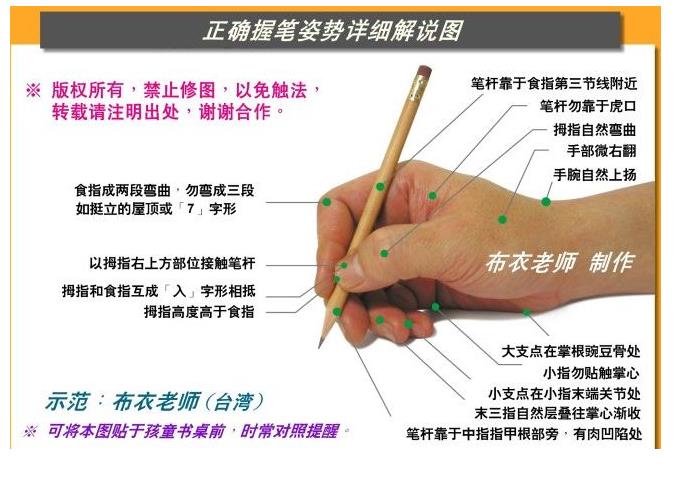 正确握笔姿势详细解说图
※ 版权所有，禁止修图，以免触法，
转载请注明出处，谢谢合作。
笔杆靠于食指第三节线附近
笔杆勿靠于虎口
拇指自然弯曲
手部微右翻
手腕自然上扬
食指成两段弯曲，勿弯成三段
如挺立的屋顶或「7」字形
以拇指右上方部位接触笔杆
拇指和食指互成「入」字形相抵
拇指高度高于食指
布衣老师 制作
大支点在掌根豌豆骨处
小指勿贴触掌心
小支点在小指末端关节处
末三指自然层叠往掌心渐收
笔杆靠于中指指甲根部旁，有肉凹陷处
示范：布衣老师（台湾）
※ 可将本图贴于孩童书桌前，时常对照提醒。